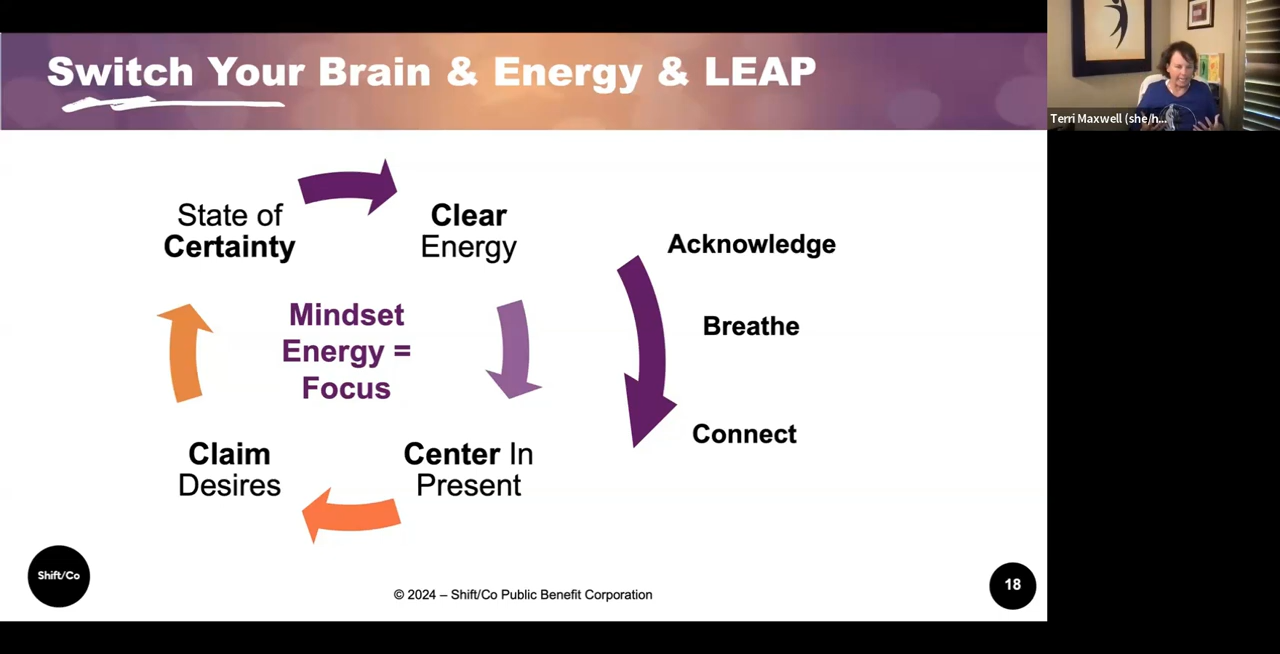 Switch Your Brain & Energy & LEAP
Terri Maxwell (she/h...
State of
Certainty
Clear
Energy
Acknowledge
Mindset
Energy =
Focus
Breathe
Claim
Desires
Center In
Present
Connect
Shift/Co
© 2024 – Shift/Co Public Benefit Corporation
18